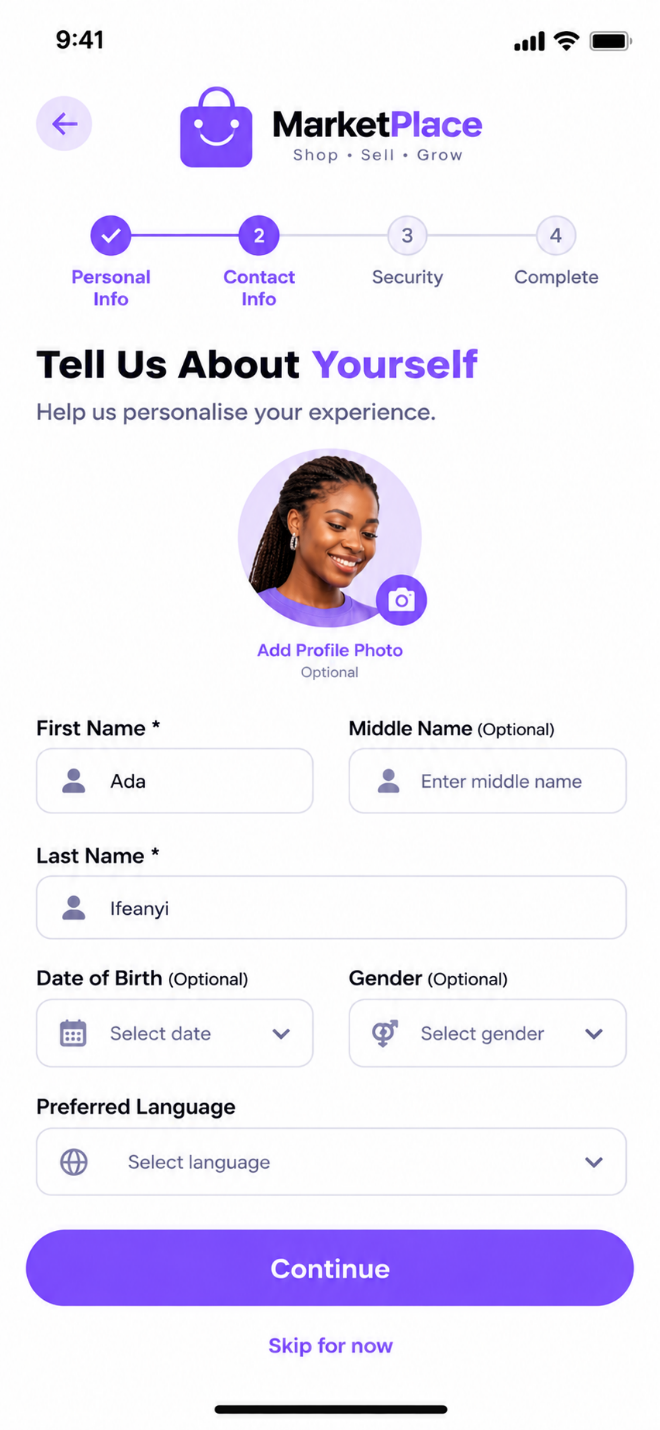 9:41
MarketPlace
Shop • Sell • Grow
2
3
4
Personal
Info
Contact
Info
Security
Complete
Tell Us About Yourself
Help us personalise your experience.
Add Profile Photo
Optional
First Name *
Middle Name (Optional)
Ada
Enter middle name
Last Name *
Ifeanyi
Date of Birth (Optional)
Gender (Optional)
Select date
Select gender
Preferred Language
Select language
Continue
Skip for now